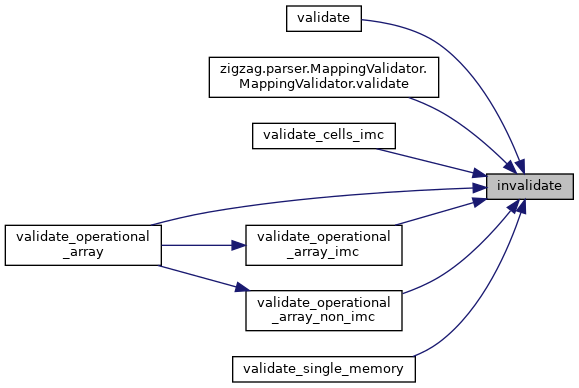 validate
zigzag.parser.MappingValidator.
MappingValidator.validate
validate_cells_imc
invalidate
validate_operational
_array
validate_operational
_array_imc
validate_operational
_array_non_imc
validate_single_memory